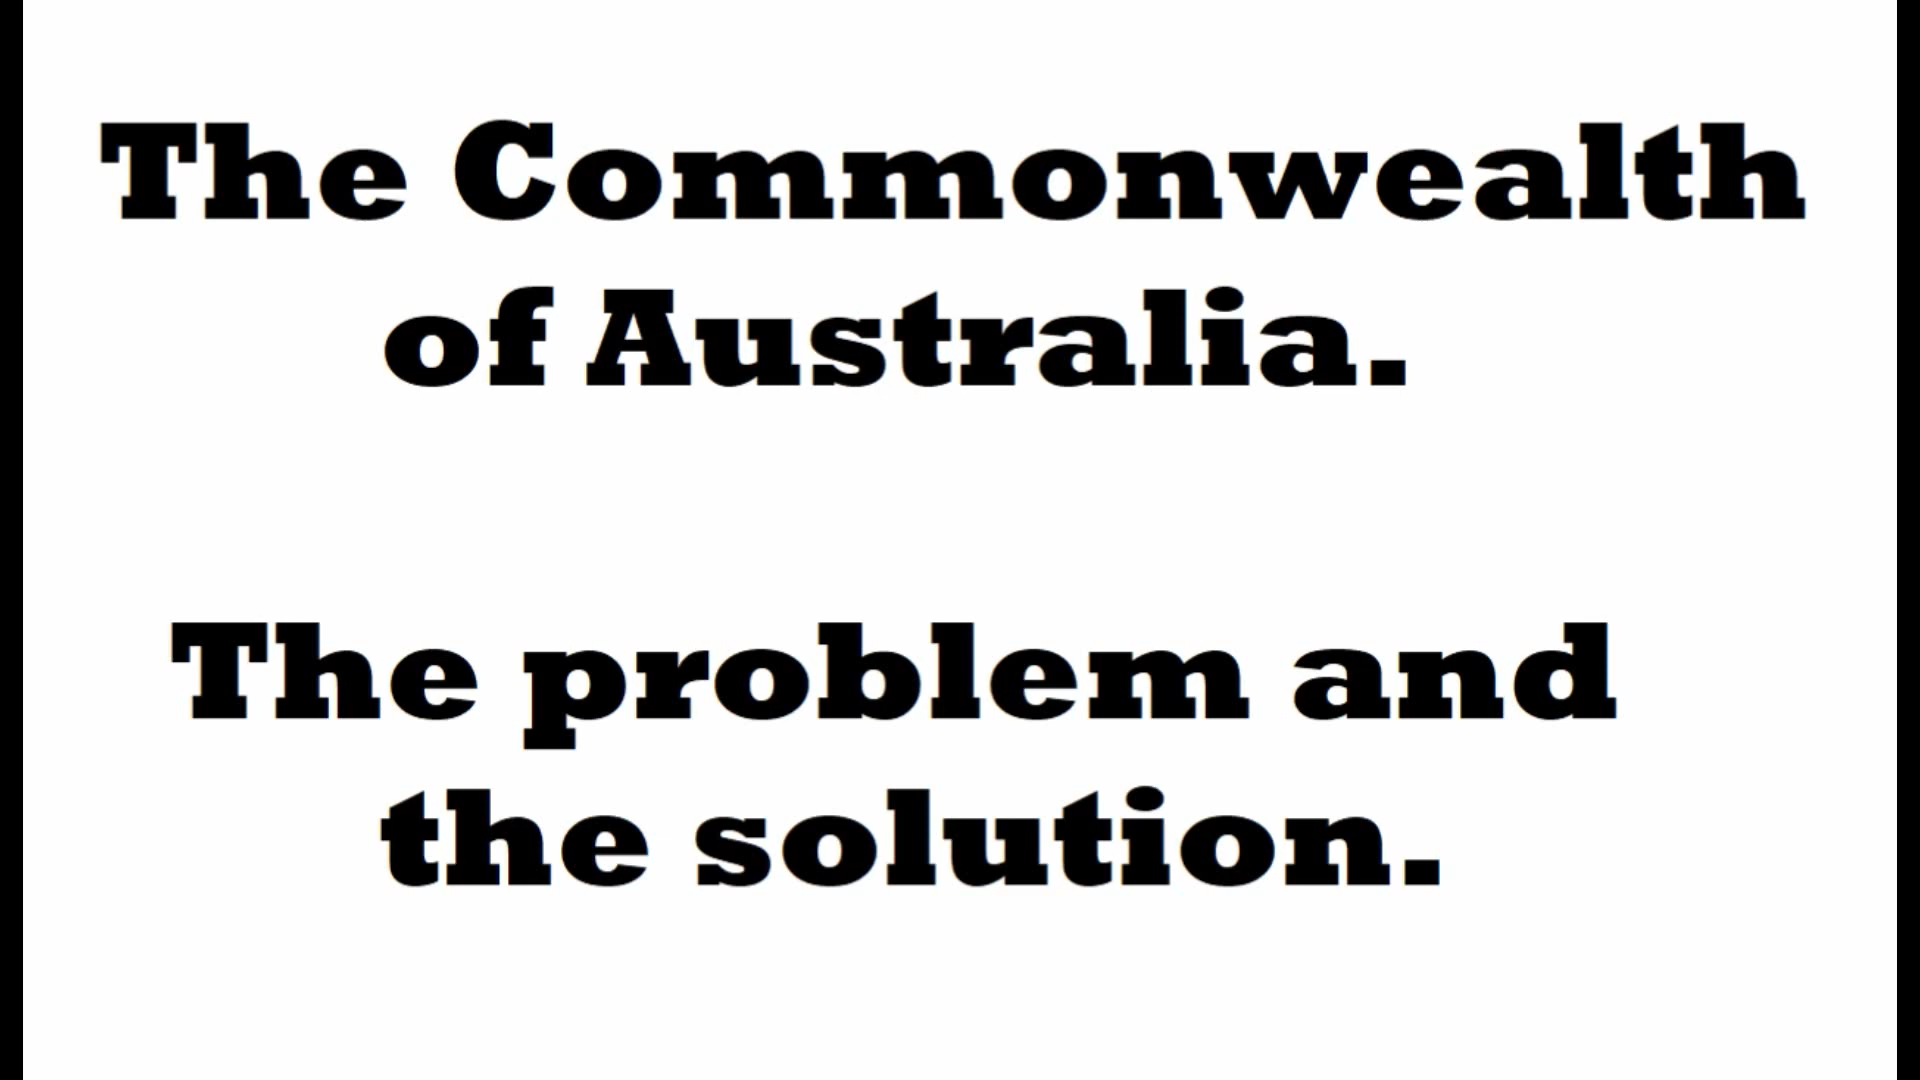 The Commonwealth
of Australia.
The problem and
the solution.